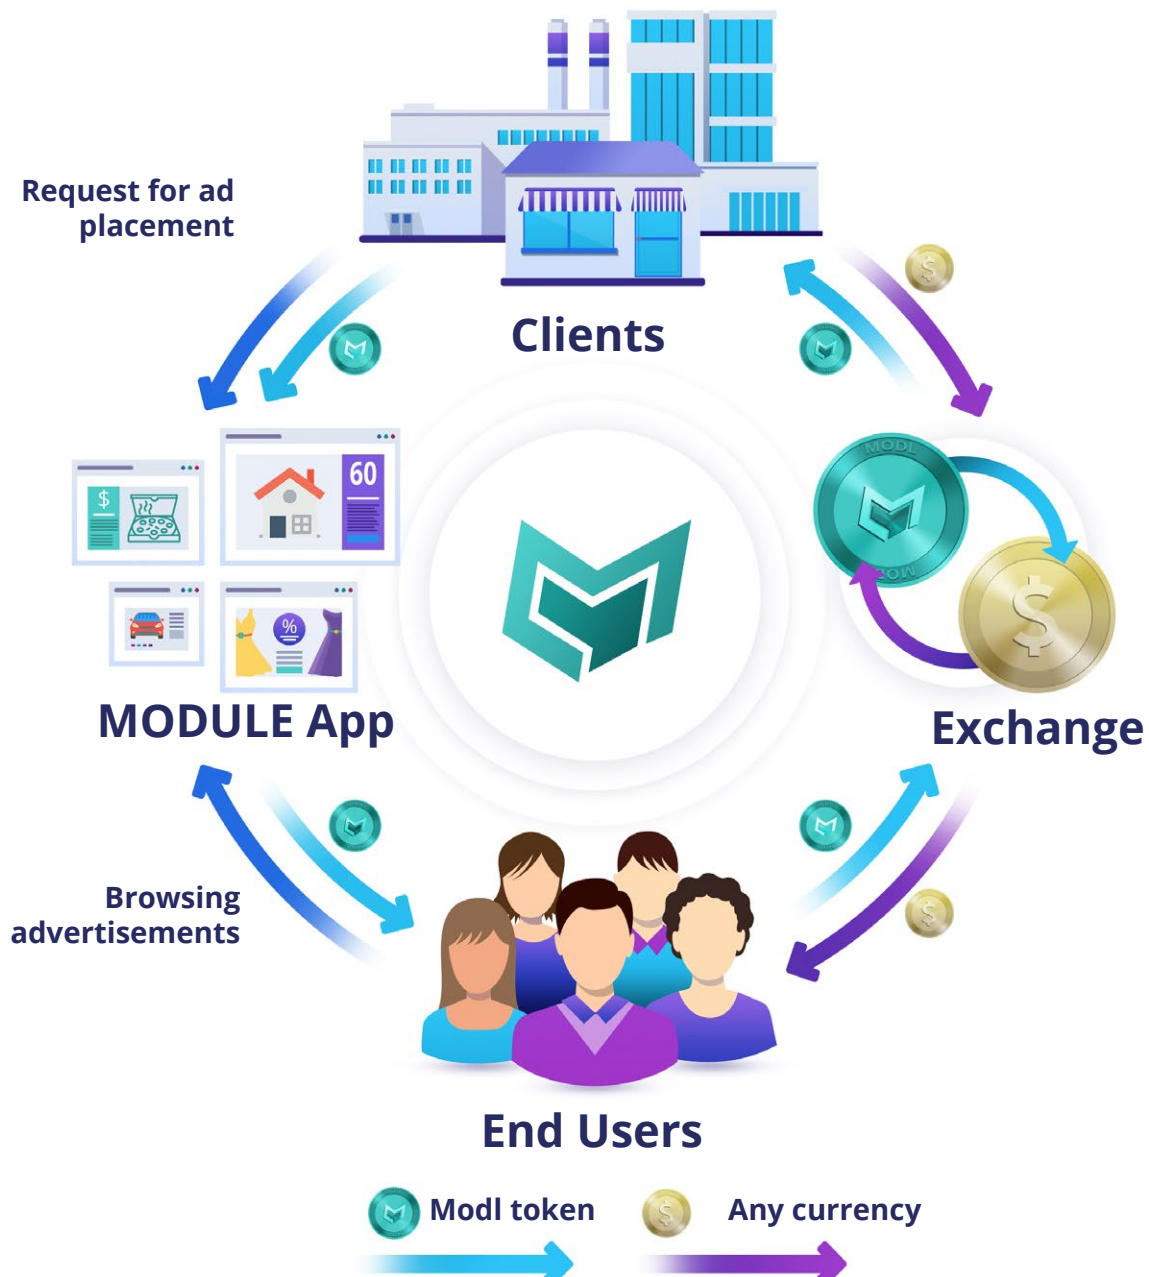 Request for ad
placement
$
Clients
$
60
MODL
%
MODL
$
MODULE App
Exchange
Browsing
advertisements
$
End Users
Modl token
$
Any currency